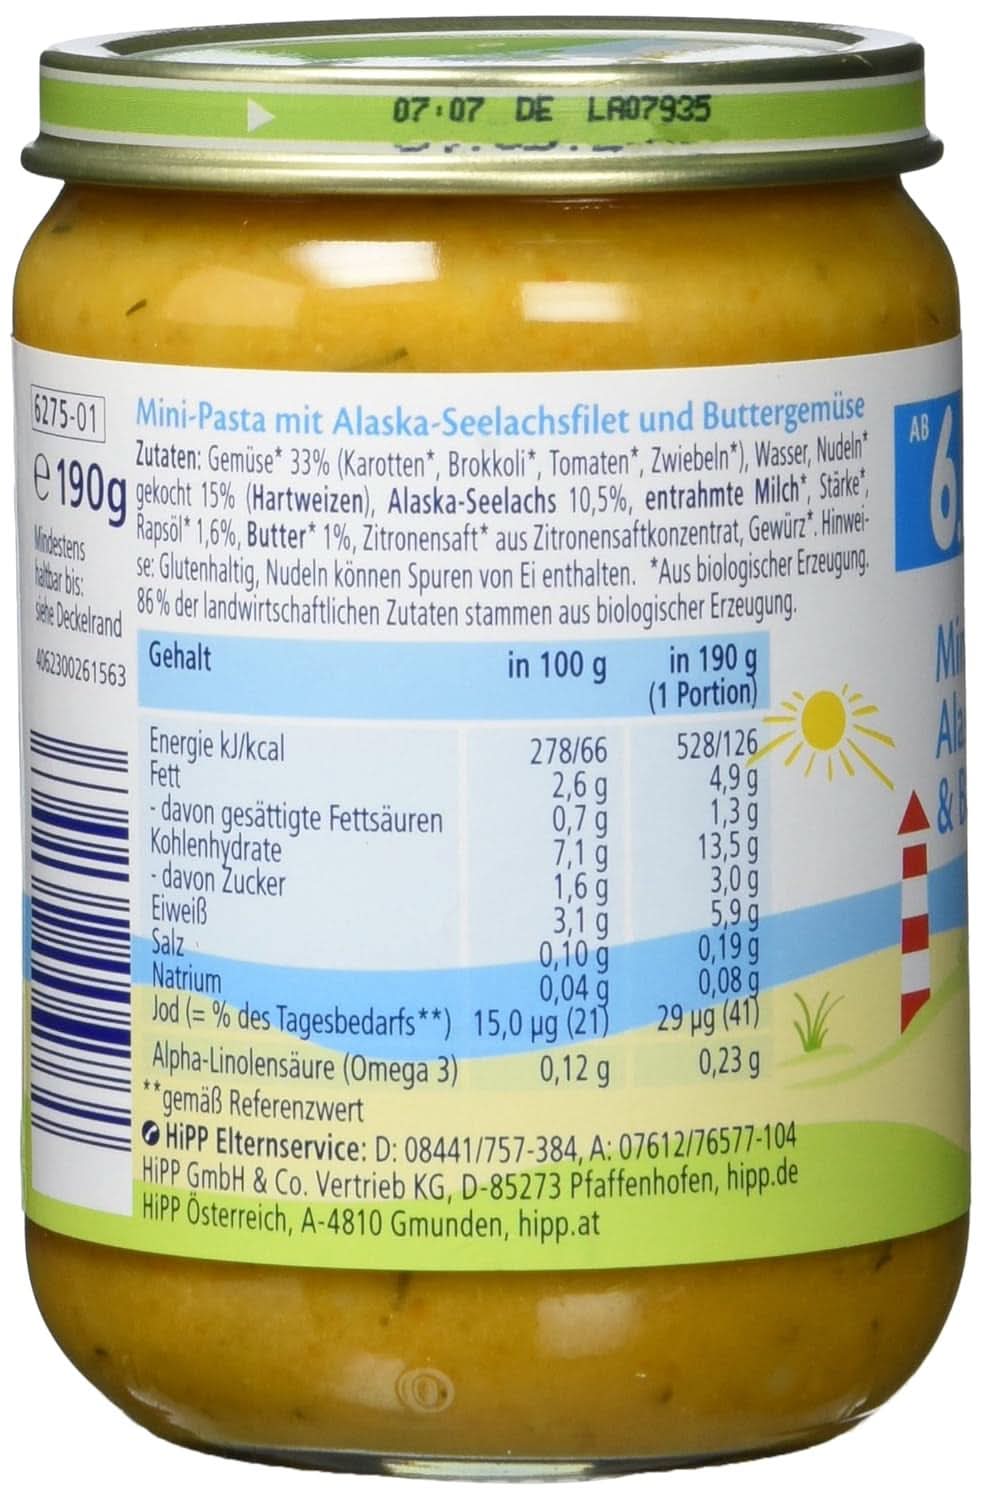 07:07 DE LA07935
6275-01
e 190g
Mindestens
haltbar bis:
siehe Deckelrand
4062300261563
Mini-Pasta mit Alaska-Seelachsfilet und Buttergemüse
Zutaten: Gemüse* 33% (Karotten*, Brokkoli*, Tomaten*, Zwiebeln*), Wasser, Nudeln*
gekocht 15% (Hartweizen), Alaska-Seelachs 10,5%, entrahmte Milch*, Stärke*,
Rapsöl* 1,6%, Butter* 1%, Zitronensaft* aus Zitronensaftkonzentrat, Gewürz*. Hinwei-
se: Glutenhaltig, Nudeln können Spuren von Ei enthalten. *Aus biologischer Erzeugung.
86% der landwirtschaftlichen Zutaten stammen aus biologischer Erzeugung.
Gehalt in 100 g in 190 g
(1 Portion)
Energie kJ/kcal 278/66 528/126
Fett 2,6 g 4,9 g
- davon gesättigte Fettsäuren 0,7 g 1,3 g
Kohlenhydrate 7,1 g 13,5 g
- davon Zucker 1,6 g 3,0 g
Eiweiß 3,1 g 5,9 g
Salz 0,10 g 0,19 g
Natrium 0,04 g 0,08 g
Jod (= % des Tagesbedarfs**) 15,0 µg (21) 29 µg (41)
Alpha-Linolensäure (Omega 3) 0,12 g 0,23 g
**gemäß Referenzwert
HiPP Elternservice: D: 08441/757-384, A: 07612/76577-104
HiPP GmbH & Co. Vertrieb KG, D-85273 Pfaffenhofen, hipp.de
HiPP Österreich, A-4810 Gmunden, hipp.at
AB
6.
Min
Ala
& B